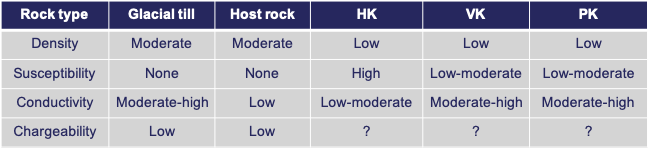 Rock type Glacial till Host rock HK VK PK
Density Moderate Moderate Low Low Low
Susceptibility None None High Low-moderate Low-moderate
Conductivity Moderate-high Low Low-moderate Moderate-high Moderate-high
Chargeability Low Low ? ? ?